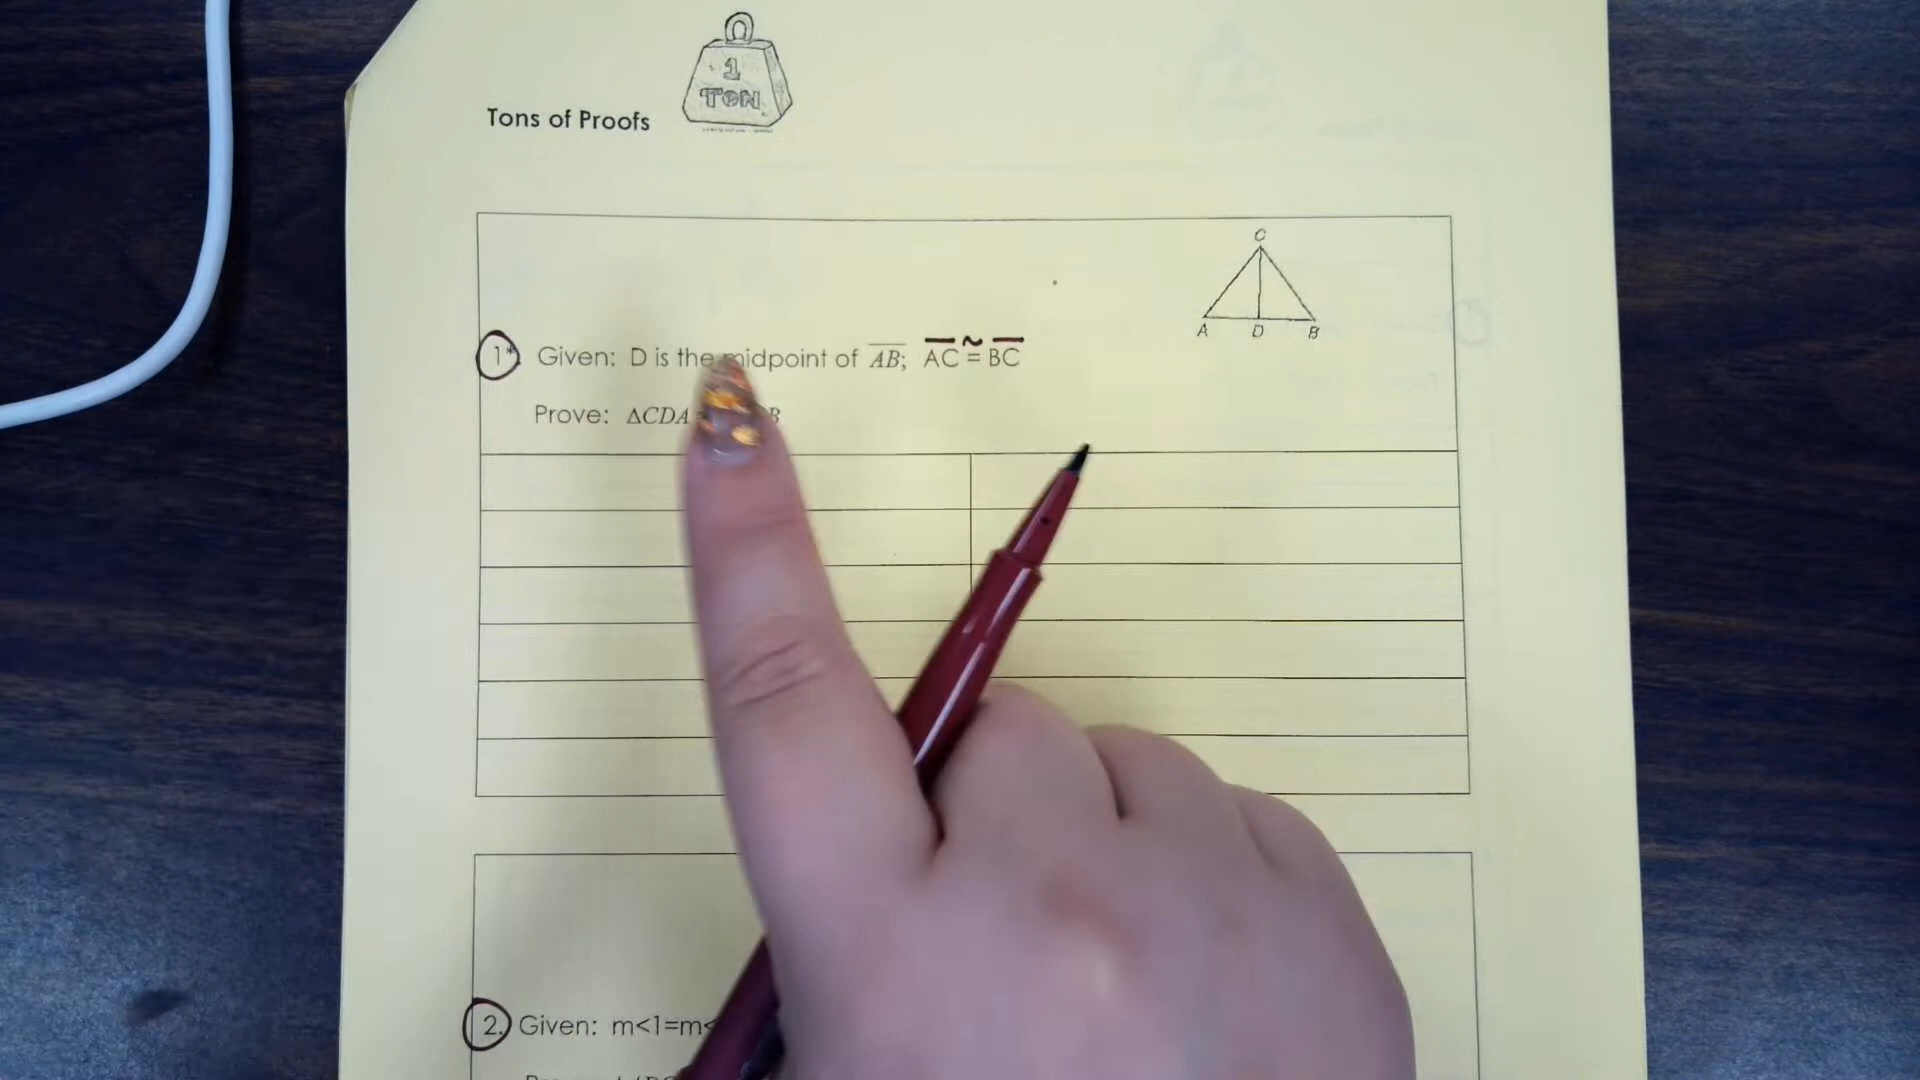 1
TON
Tons of Proofs
C
A D B
1* Given: D is the midpoint of AB; AC ≅ BC
Prove: ΔCDA B
2. Given: m<1=m<